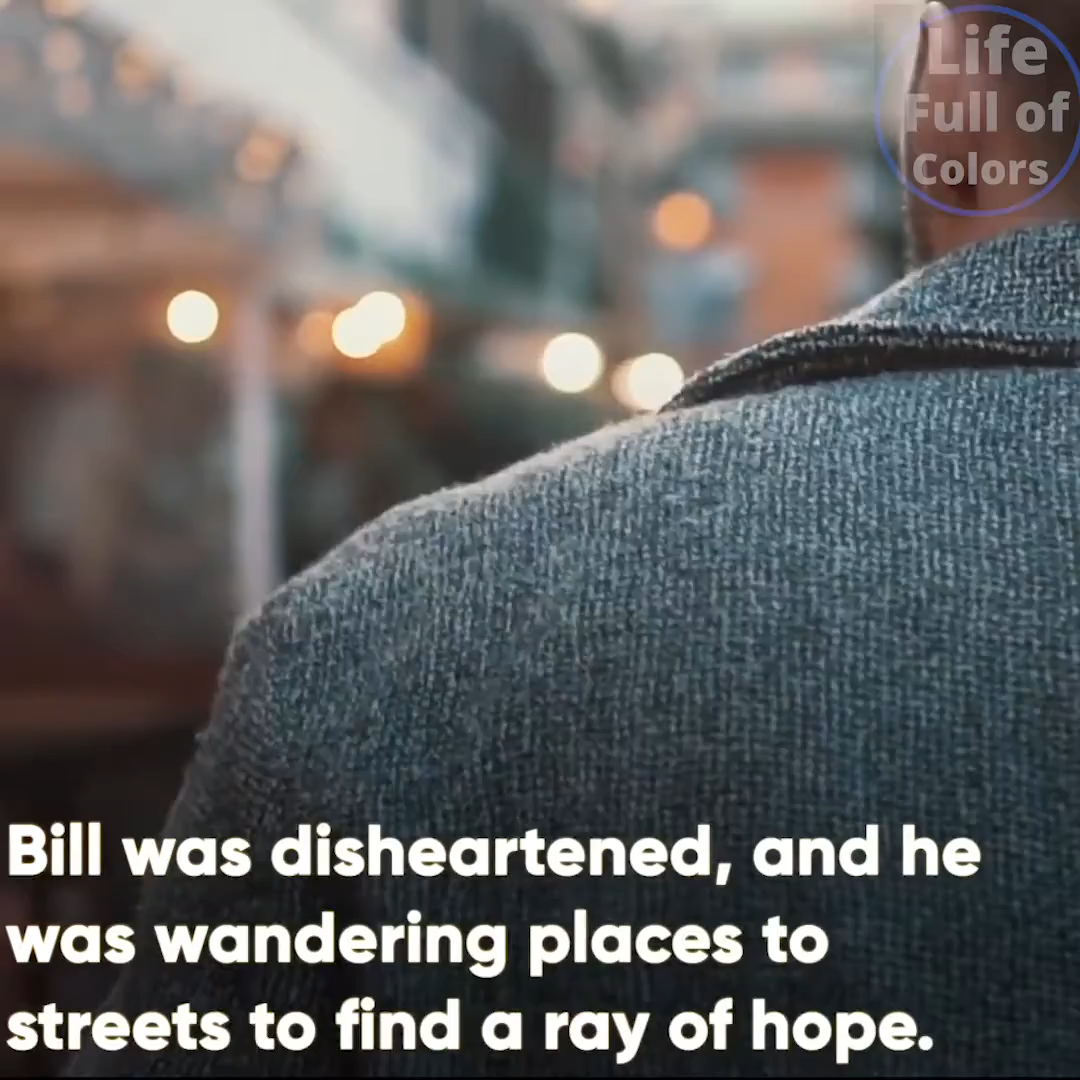 Life
Full of
Colors
Bill was disheartened, and he
was wandering places to
streets to find a ray of hope.